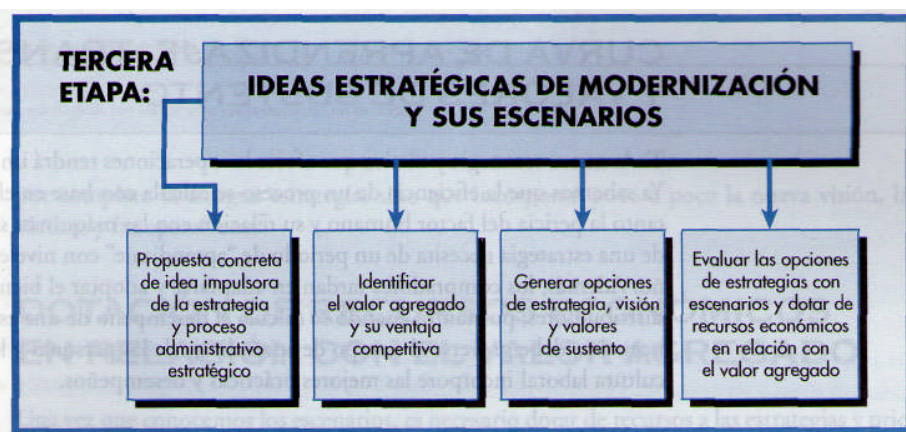 TERCERA
ETAPA:
IDEAS ESTRATÉGICAS DE MODERNIZACIÓN
Y SUS ESCENARIOS
Propuesta concreta
de idea impulsora
de la estrategia
y proceso
administrativo
estratégico
Identificar
el valor agregado
y su ventaja
competitiva
Generar opciones
de estrategia, visión
y valores
de sustento
Evaluar las opciones
de estrategias con
escenarios y dotar de
recursos económicos
en relación con
el valor agregado